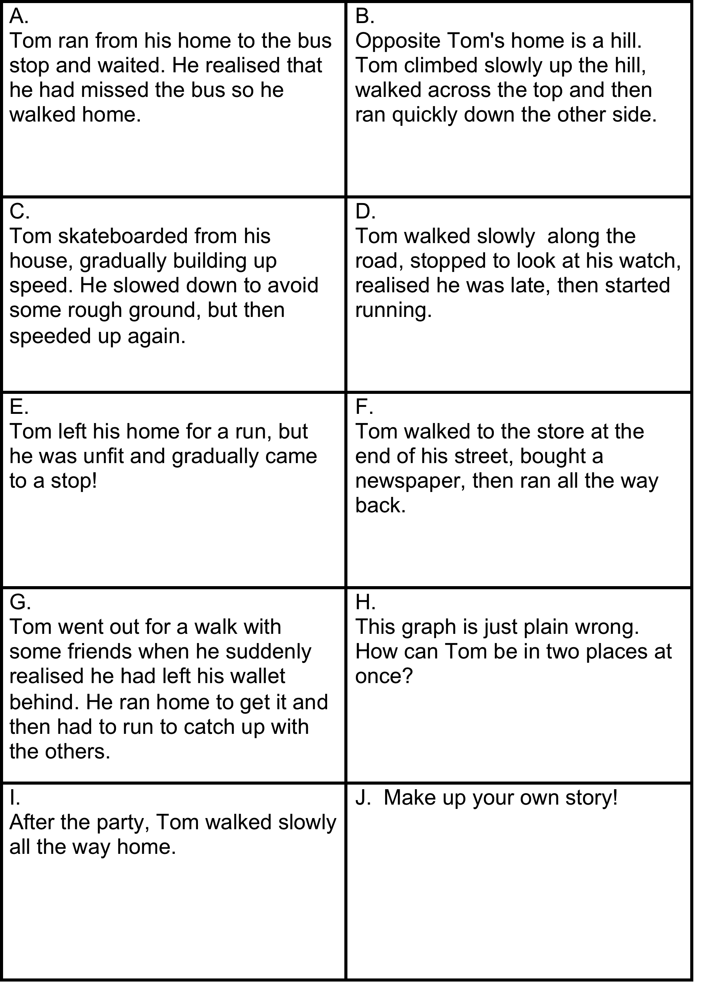 A.
Tom ran from his home to the bus
stop and waited. He realised that
he had missed the bus so he
walked home.
B.
Opposite Tom's home is a hill.
Tom climbed slowly up the hill,
walked across the top and then
ran quickly down the other side.
C.
Tom skateboarded from his
house, gradually building up
speed. He slowed down to avoid
some rough ground, but then
speeded up again.
D.
Tom walked slowly  along the
road, stopped to look at his watch,
realised he was late, then started
running.
E.
Tom left his home for a run, but
he was unfit and gradually came
to a stop!
F.
Tom walked to the store at the
end of his street, bought a
newspaper, then ran all the way
back.
G.
Tom went out for a walk with
some friends when he suddenly
realised he had left his wallet
behind. He ran home to get it and
then had to run to catch up with
the others.
H.
This graph is just plain wrong.
How can Tom be in two places at
once?
I.
After the party, Tom walked slowly
all the way home.
J.  Make up your own story!